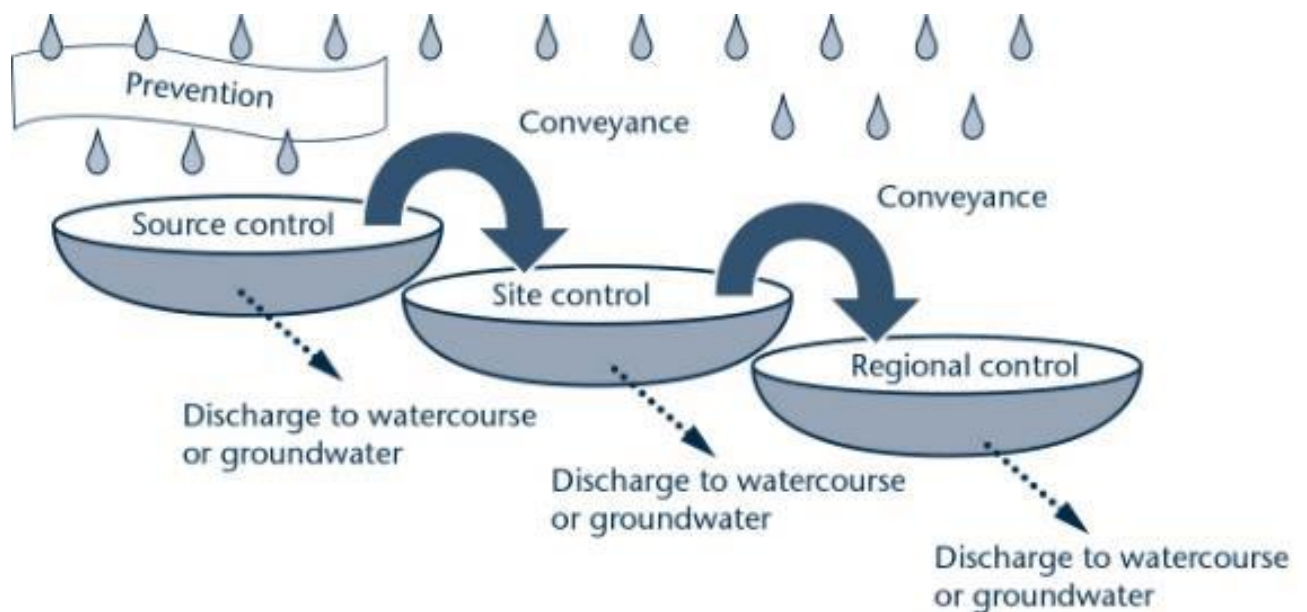 Prevention
Conveyance
Conveyance
Source control
Site control
Regional control
Discharge to watercourse
or groundwater
Discharge to watercourse
or groundwater
Discharge to watercourse
or groundwater